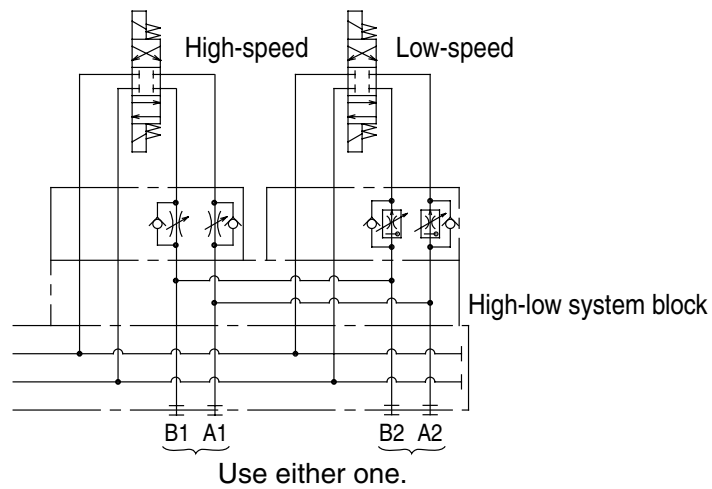 High-speed
Low-speed
High-low system block
B1 A1
B2 A2
Use either one.